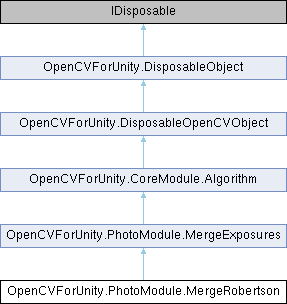 IDisposable
OpenCVForUnity.DisposableObject
OpenCVForUnity.DisposableOpenCVObject
OpenCVForUnity.CoreModule.Algorithm
OpenCVForUnity.PhotoModule.MergeExposures
OpenCVForUnity.PhotoModule.MergeRobertson